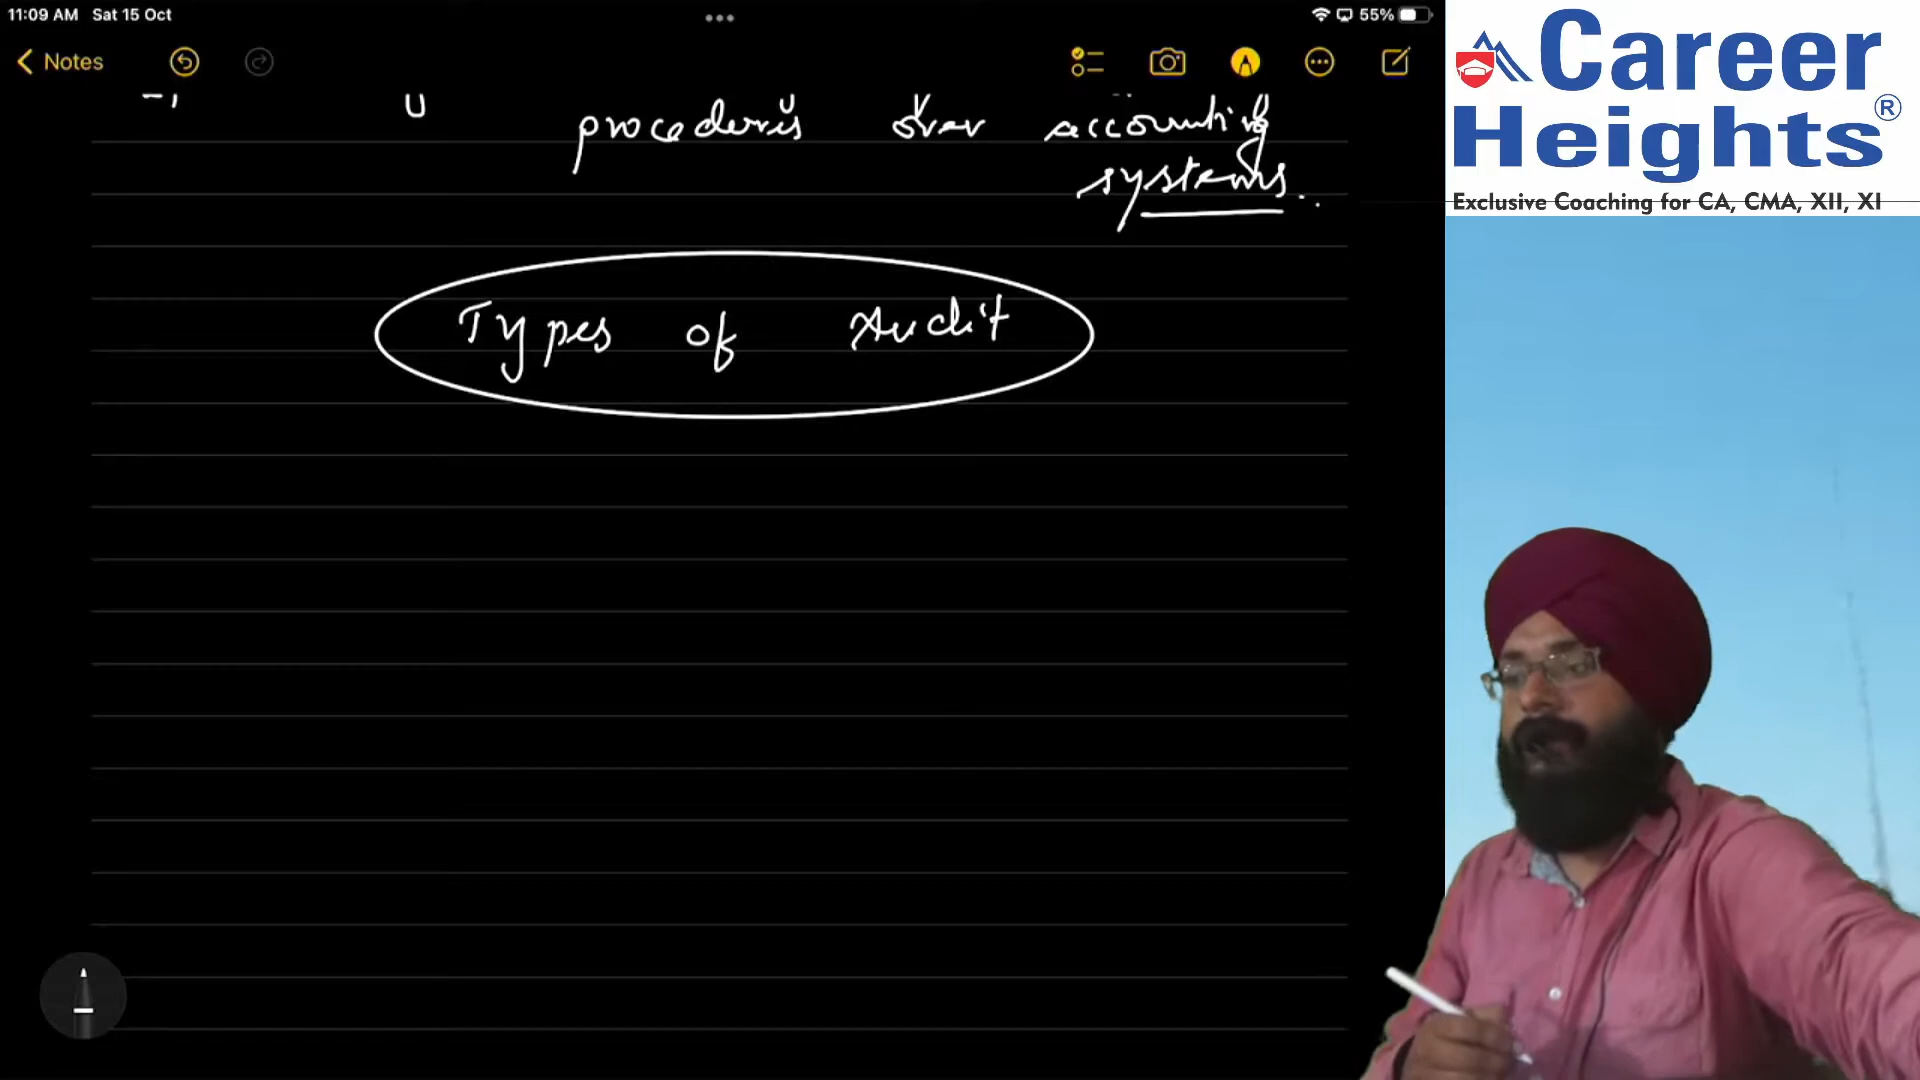 11:09 AM Sat 15 Oct
55%
Notes
procedures over accounting
systems..
Types of Audit
Career
Heights®
Exclusive Coaching for CA, CMA, XII, XI